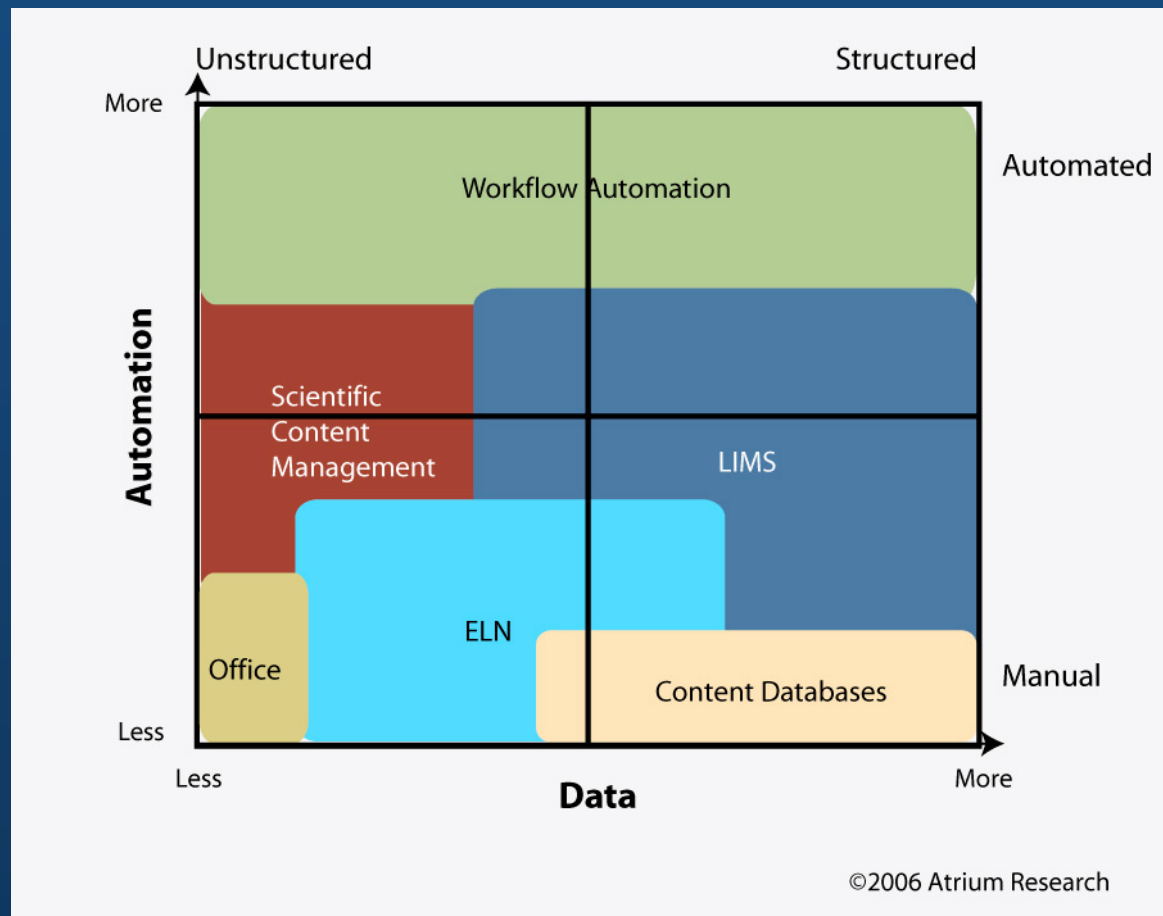 Unstructured
Structured
More
Automated
Workflow Automation
Automation
Scientific
Content
Management
LIMS
ELN
Office
Content Databases
Manual
Less
Less
More
Data
©2006 Atrium Research